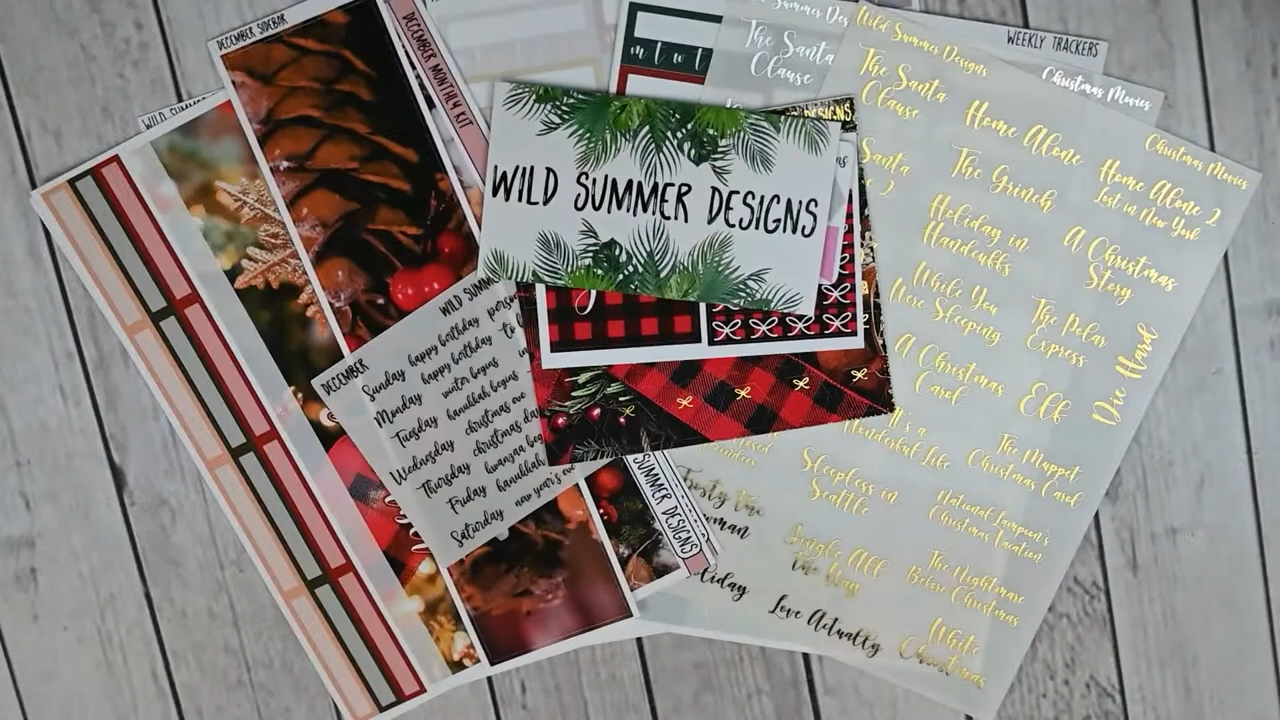 DECEMBER SIDEBAR
DECEMBER MONTHLY KIT
WILD SUMMER DESIGNS
m t w t
The Santa
Clause
WEEKLY TRACKERS
Christmas Movies
Wild Summer Designs
The Santa
Clause
Home Alone
Christmas Movies
Santa
The Grinch
Home Alone 2
Lost in New York
Holiday in
Handcuffs
A Christmas
Story
While You
Were Sleeping
The Polar
Express
A Christmas
Carol
Elf
Die Hard
It's a
Wonderful Life
The Muppet
Christmas Carol
Sleepless in
Seattle
National Lampoon's
Christmas Vacation
Frosty the
Jingle All
the Way
The Nightmare
Before Christmas
Love Actually
White
Christmas
DECEMBER
WILD SUMMER
Sunday happy birthday
Monday happy birthday to
Tuesday winter begins
Wednesday hanukkah begins
Thursday christmas eve
Friday christmas day
Saturday kwanzaa
hanukkah
new year's eve
SUMMER DESIGNS